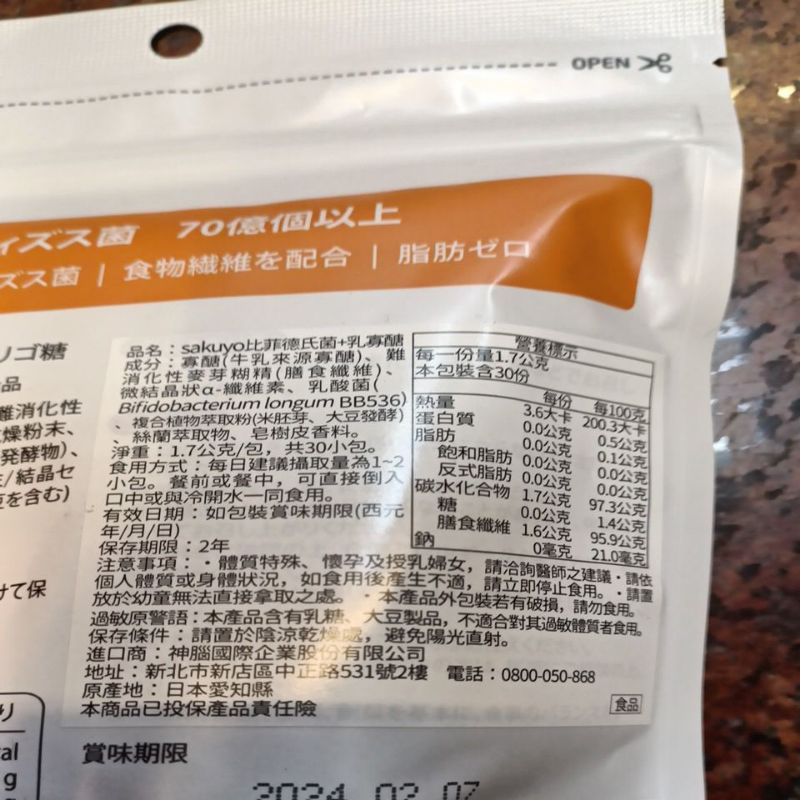 OPEN
ィズス菌 70億個以上
ズス菌 | 食物繊維を配合 | 脂肪ゼロ
リゴ糖
品
難消化性
燥粉末、
発酵物)、
/結晶セ
を含む)
けて保
り
al
g
品名：sakuyo比菲德氏菌+乳寡醣
成分：寡醣(牛乳來源寡醣)、難
消化性麥芽糊精(膳食纖維)、
微結晶狀α-纖維素、乳酸菌(
Bifidobacterium longum BB536)
、複合植物萃取粉(米胚芽、大豆發酵)
、絲蘭萃取物、皂樹皮香料。
淨重：1.7公克/包，共30小包。
食用方式：每日建議攝取量為1~2
小包。餐前或餐中，可直接倒入
口中或與冷開水一同食用。
有效日期：如包裝賞味期限(西元
年/月/日)
保存期限：2年
注意事項：・體質特殊、懷孕及授乳婦女，請洽詢醫師之建議・請依
個人體質或身體狀況，如食用後產生不適，請立即停止食用。・請置
放於幼童無法直接拿取之處。・本產品外包裝若有破損，請勿食用。
過敏原警語：本產品含有乳糖、大豆製品，不適合對其過敏體質者食用。
保存條件：請置於陰涼乾燥處，避免陽光直射。
進口商：神腦國際企業股份有限公司
地址：新北市新店區中正路531號2樓 電話：0800-050-868
原產地：日本愛知縣
本商品已投保產品責任險
食品
營養標示
每一份量1.7公克
本包裝含30份
每份 每100克
熱量 3.6大卡 200.3大卡
蛋白質 0.0公克 0.5公克
脂肪 0.0公克 0.1公克
飽和脂肪 0.0公克 0.0公克
反式脂肪 0.0公克 0.0公克
碳水化合物 1.7公克 97.3公克
糖 0.0公克 1.4公克
膳食纖維 1.6公克 95.9公克
鈉 0毫克 21.0毫克
賞味期限
2024.02.07